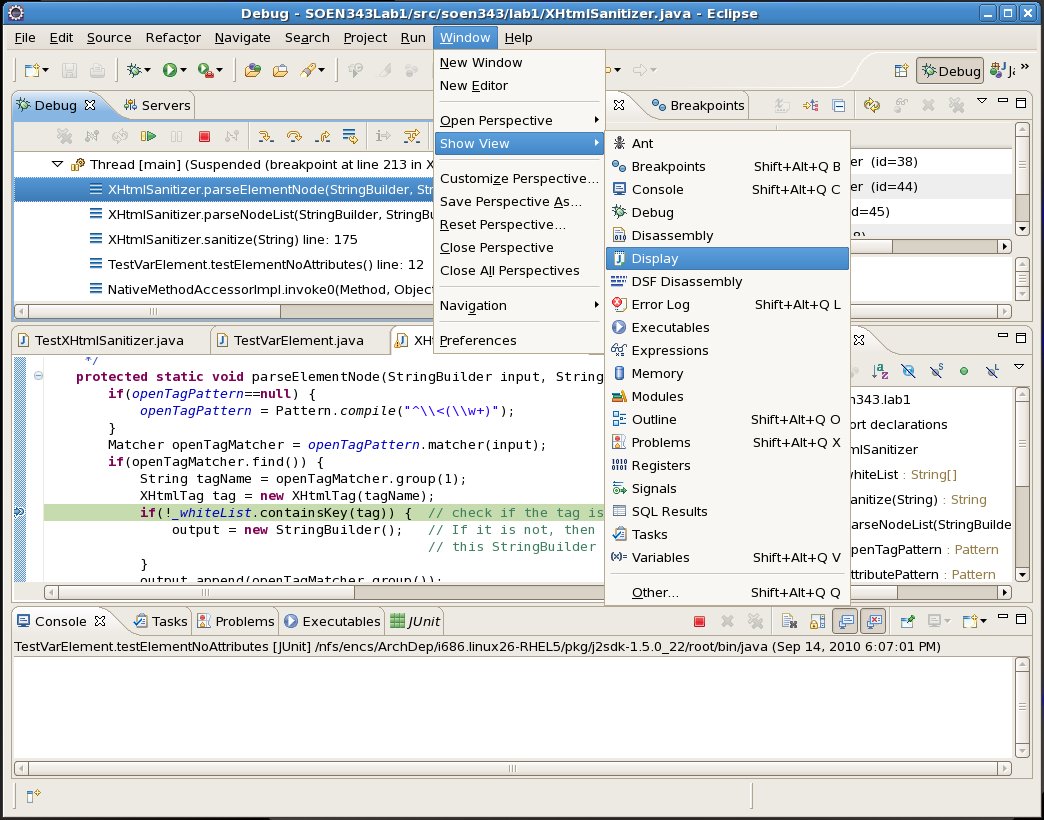 Debug - SOEN343Lab1/src/soen343/lab1/XHtmlSanitizer.java - Eclipse
File Edit Source Refactor Navigate Search Project Run Window Help
New Window
New Editor
Open Perspective
Show View
Customize Perspective...
Save Perspective As...
Reset Perspective...
Close Perspective
Close All Perspectives
Navigation
Preferences
Ant
Breakpoints Shift+Alt+Q B
Console Shift+Alt+Q C
Debug
Disassembly
Display
DSF Disassembly
Error Log Shift+Alt+Q L
Executables
Expressions
Memory
Modules
Outline Shift+Alt+Q O
Problems Shift+Alt+Q X
Registers
Signals
SQL Results
Tasks
Variables Shift+Alt+Q V
Other... Shift+Alt+Q Q
Debug
Debug Servers
Breakpoints
Thread [main] (Suspended (breakpoint at line 213 in X
XHtmlSanitizer.parseElementNode(StringBuilder, Str
XHtmlSanitizer.parseNodeList(StringBuilder, StringBu
XHtmlSanitizer.sanitize(String) line: 175
TestVarElement.testElementNoAttributes() line: 12
NativeMethodAccessorImpl.invoke0(Method, Objec
er (id=38)
er (id=44)
d=45)
TestXHtmlSanitizer.java TestVarElement.java XH
*/
protected static void parseElementNode(StringBuilder input, String
if(openTagPattern==null) {
openTagPattern = Pattern.compile("^\\<(\\w+)");
}
Matcher openTagMatcher = openTagPattern.matcher(input);
if(openTagMatcher.find()) {
String tagName = openTagMatcher.group(1);
XHtmlTag tag = new XHtmlTag(tagName);
if(!_whiteList.containsKey(tag)) { // check if the tag is
output = new StringBuilder(); // If it is not, then
// this StringBuilder
}
output.append(openTagMatcher.group());
n343.lab1
ort declarations
mlSanitizer
whiteList : String[]
anitize(String) : String
arseNodeList(StringBuilde
penTagPattern : Pattern
ttributePattern : Pattern
Console Tasks Problems Executables JUnit
TestVarElement.testElementNoAttributes [JUnit] /nfs/encs/ArchDep/i686.linux26-RHEL5/pkg/j2sdk-1.5.0_22/root/bin/java (Sep 14, 2010 6:07:01 PM)